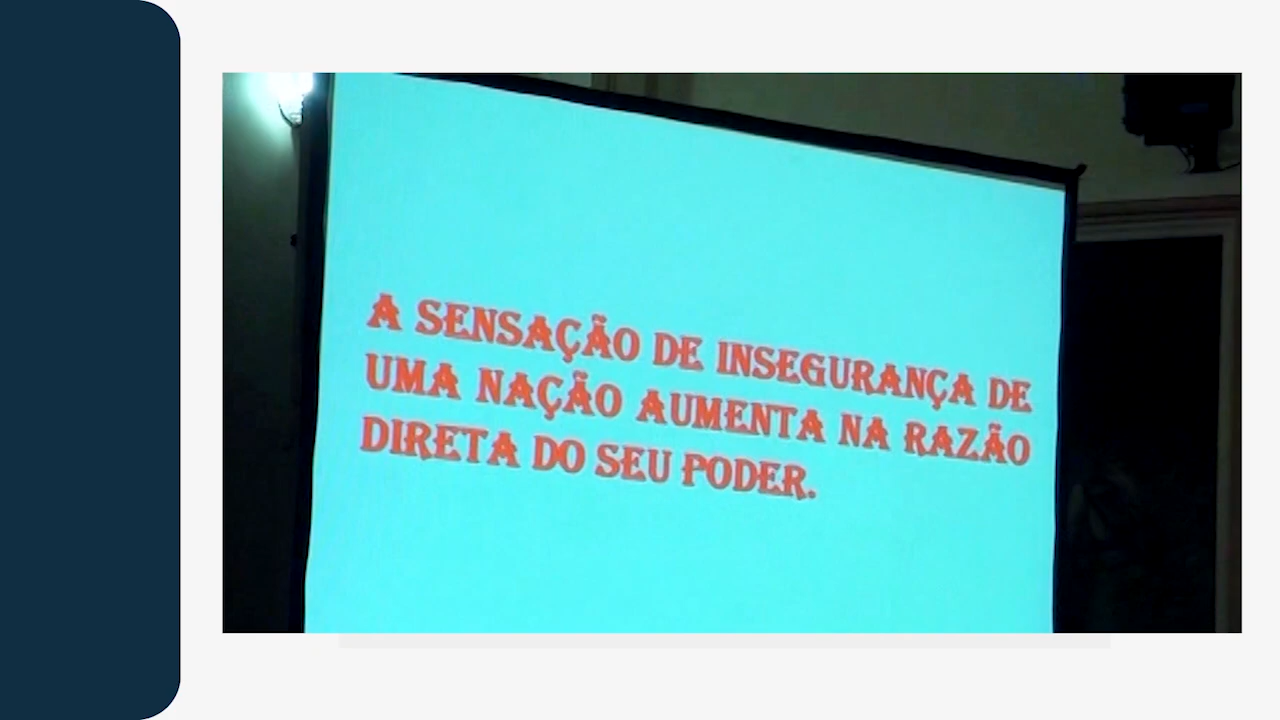 A SENSAÇÃO DE INSEGURANÇA DE
UMA NAÇÃO AUMENTA NA RAZÃO
DIRETA DO SEU PODER.